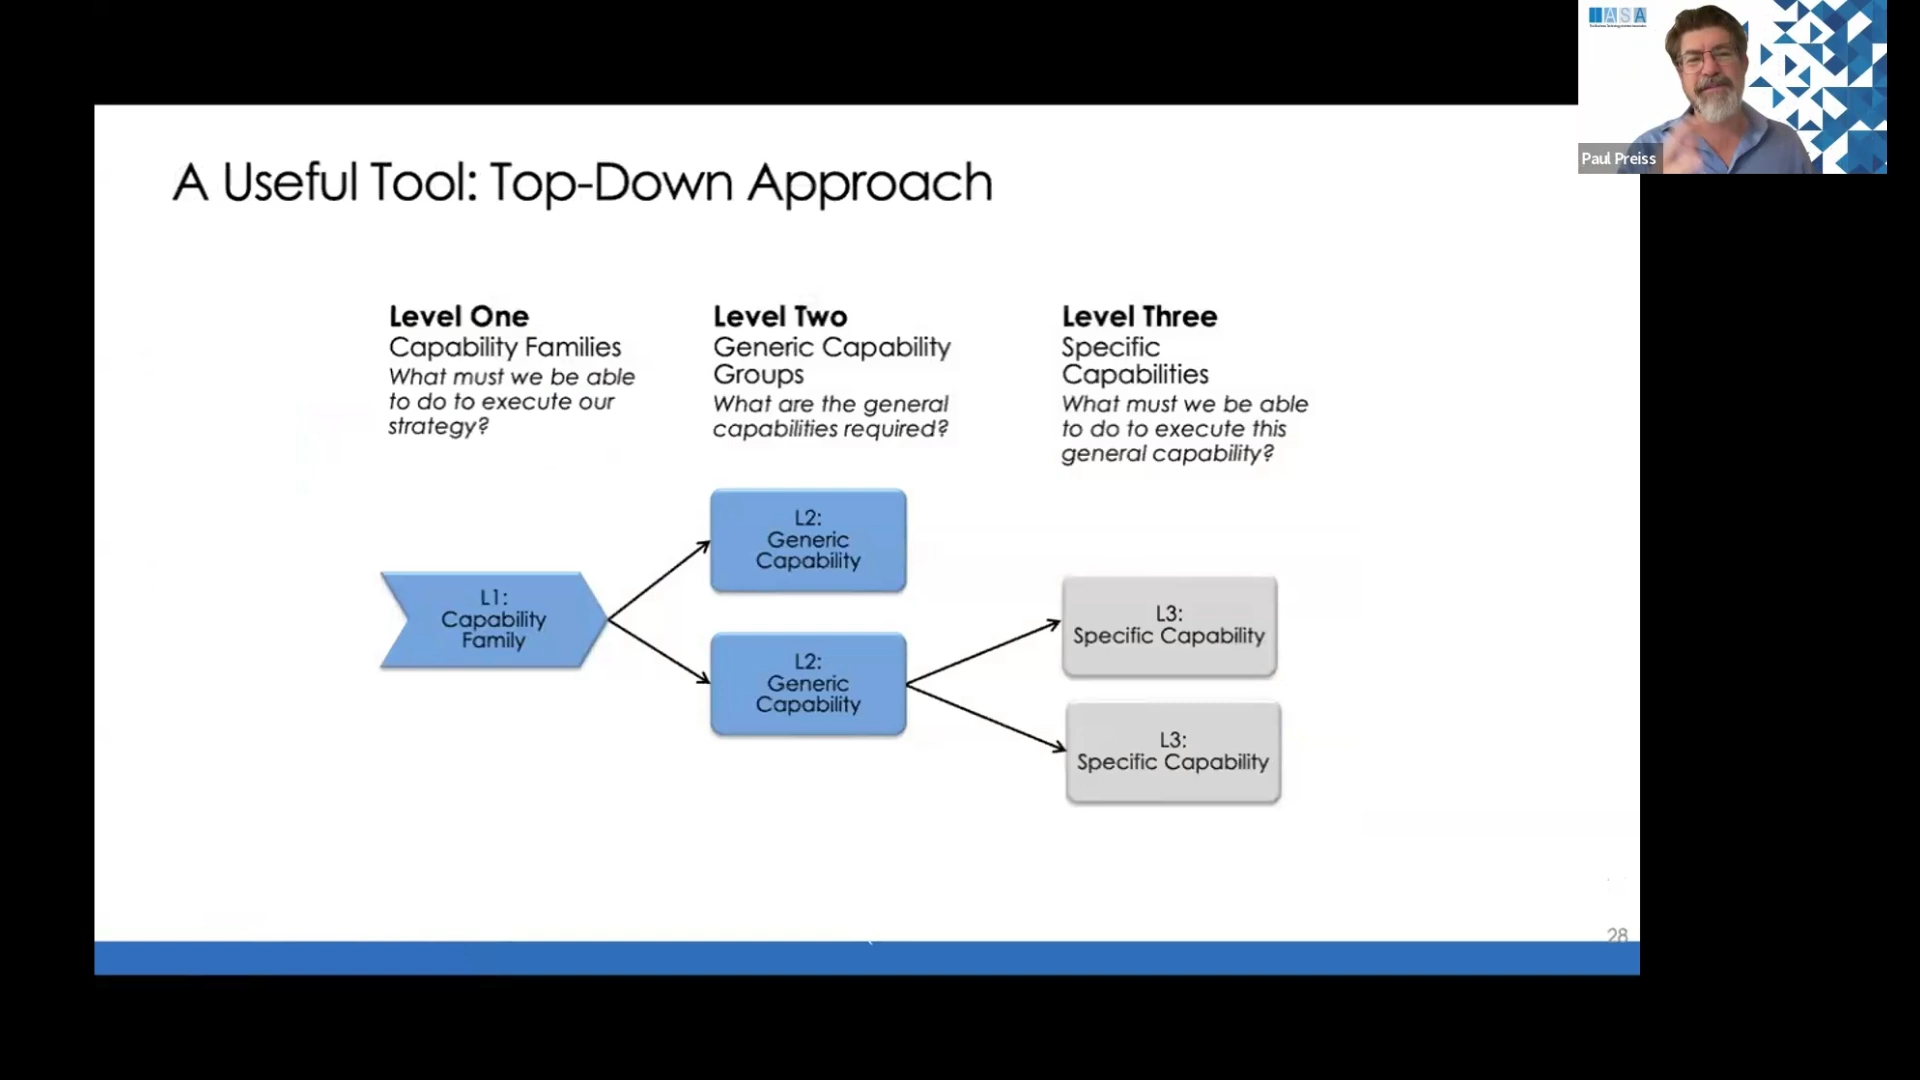 IASA
Paul Preiss
A Useful Tool: Top-Down Approach
Level One
Capability Families
What must we be able
to do to execute our
strategy?
Level Two
Generic Capability
Groups
What are the general
capabilities required?
Level Three
Specific
Capabilities
What must we be able
to do to execute this
general capability?
L1:
Capability
Family
L2:
Generic
Capability
L2:
Generic
Capability
L3:
Specific Capability
L3:
Specific Capability
28